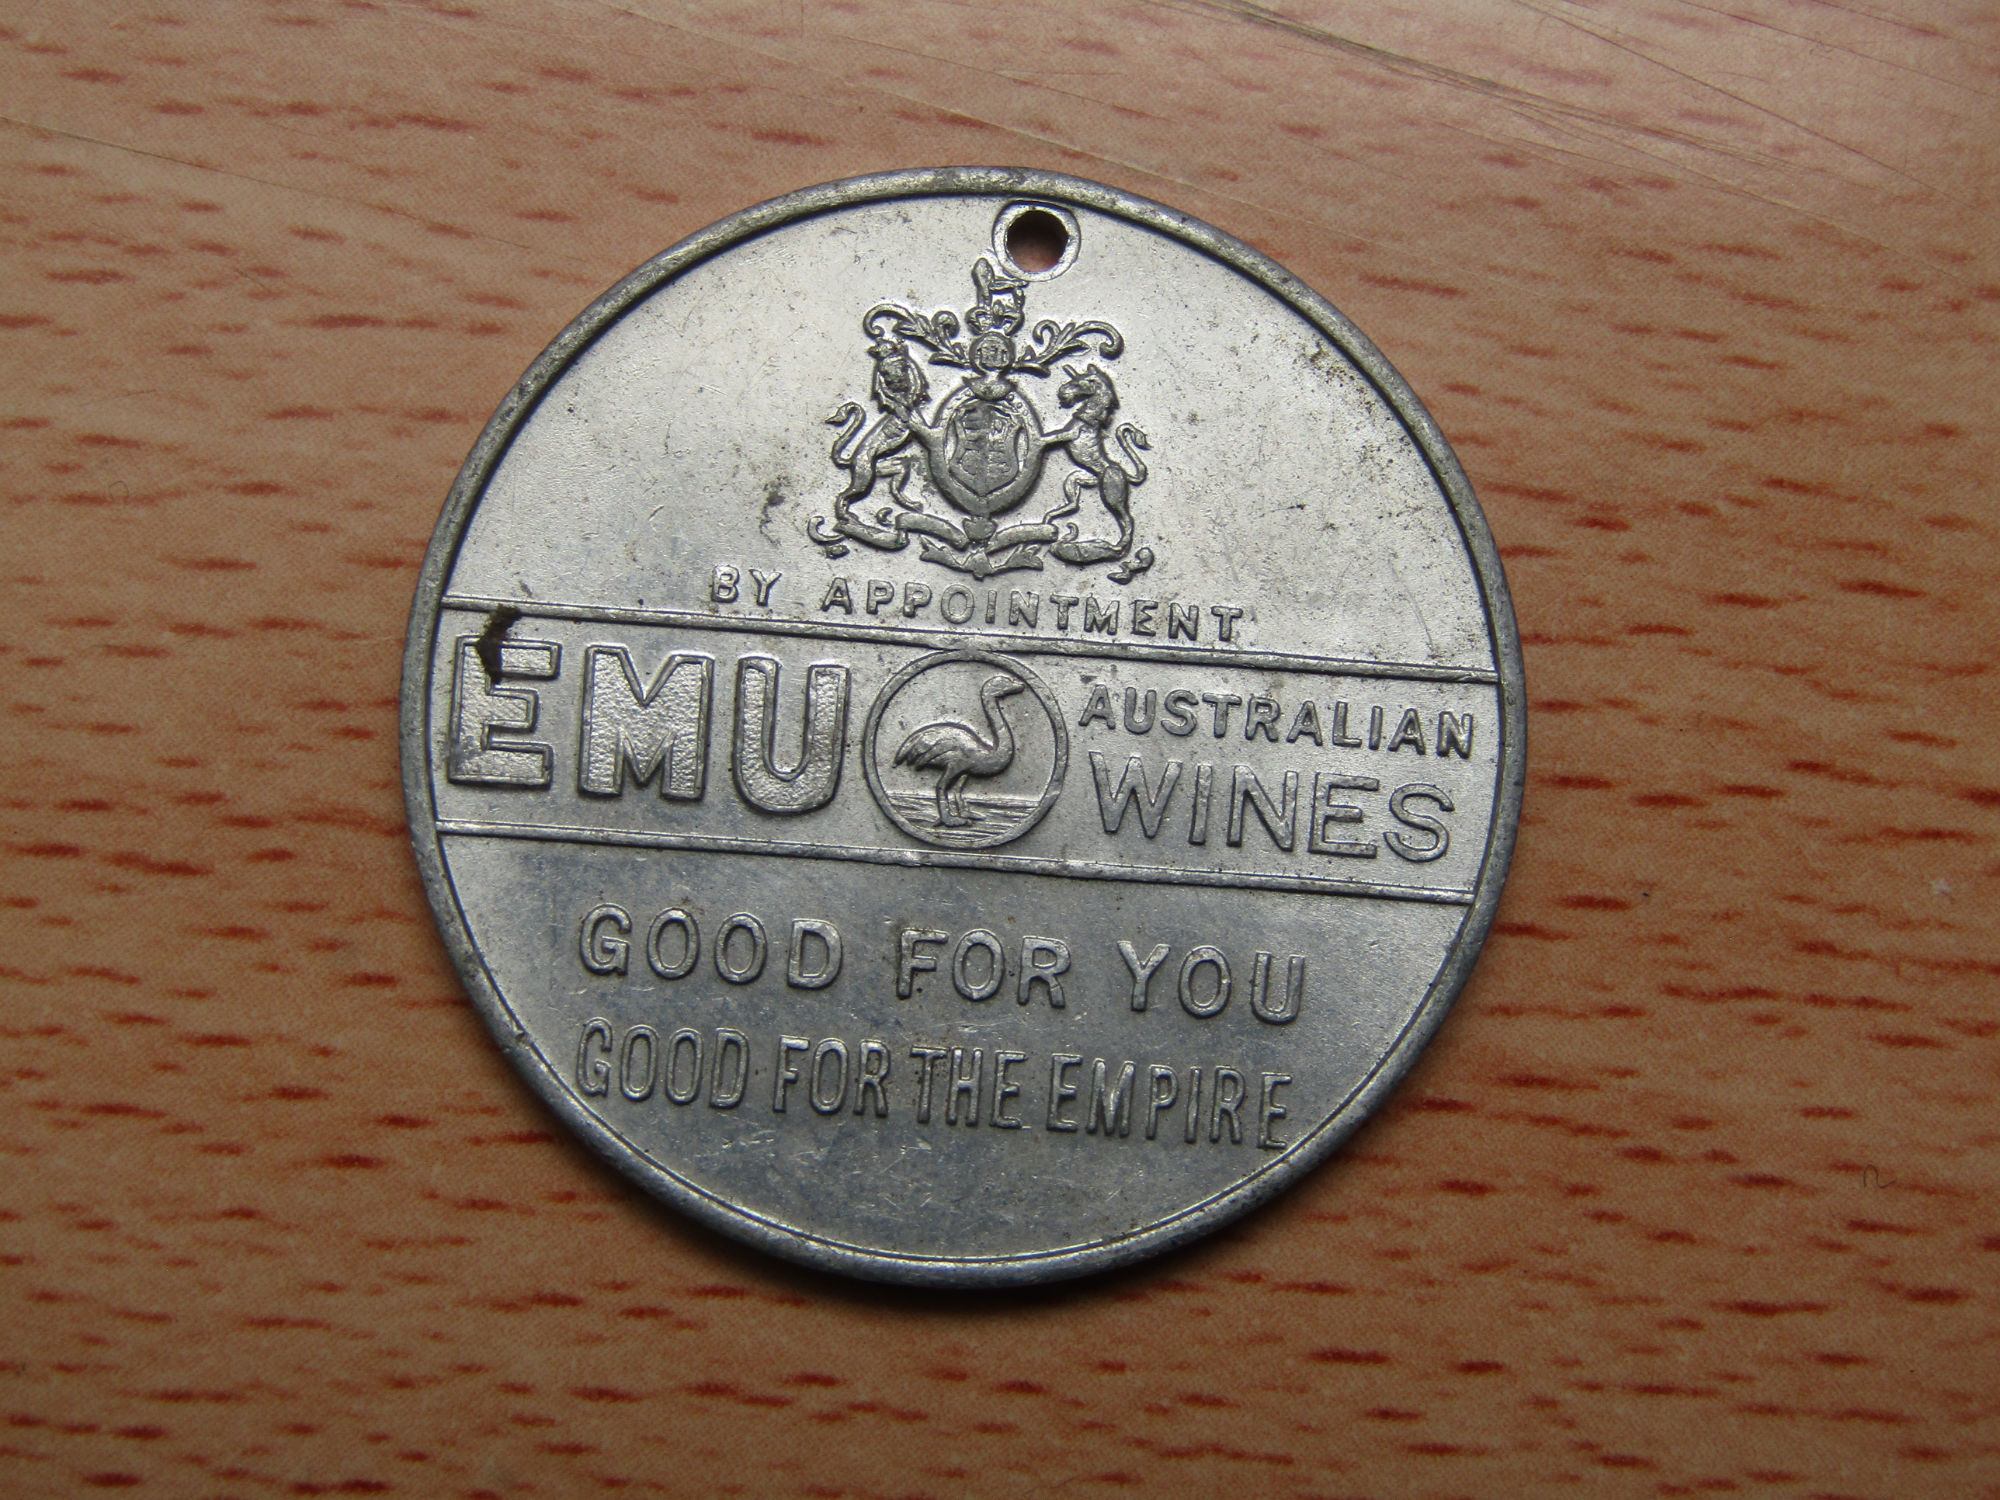 BY APPOINTMENT
EMU AUSTRALIAN
WINES
GOOD FOR YOU
GOOD FOR THE EMPIRE